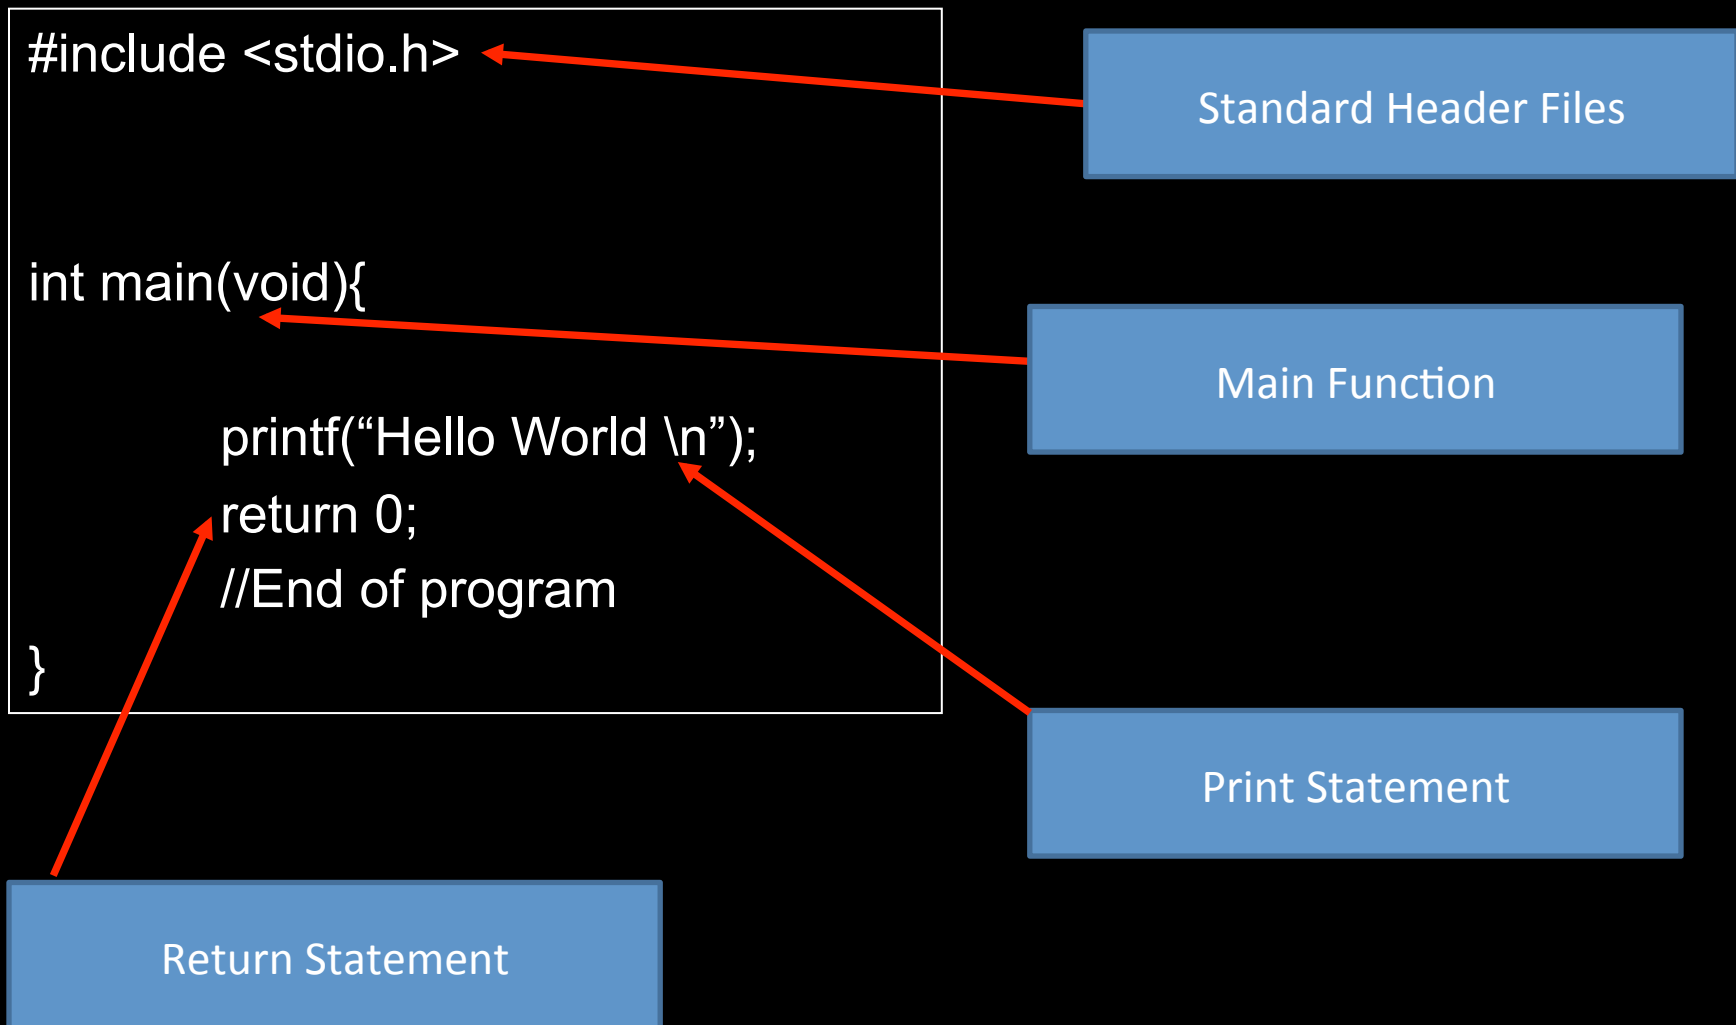 #include <stdio.h>
Standard Header Files
int main(void){
Main Function
printf(“Hello World \n”);
return 0;
//End of program
}
Print Statement
Return Statement